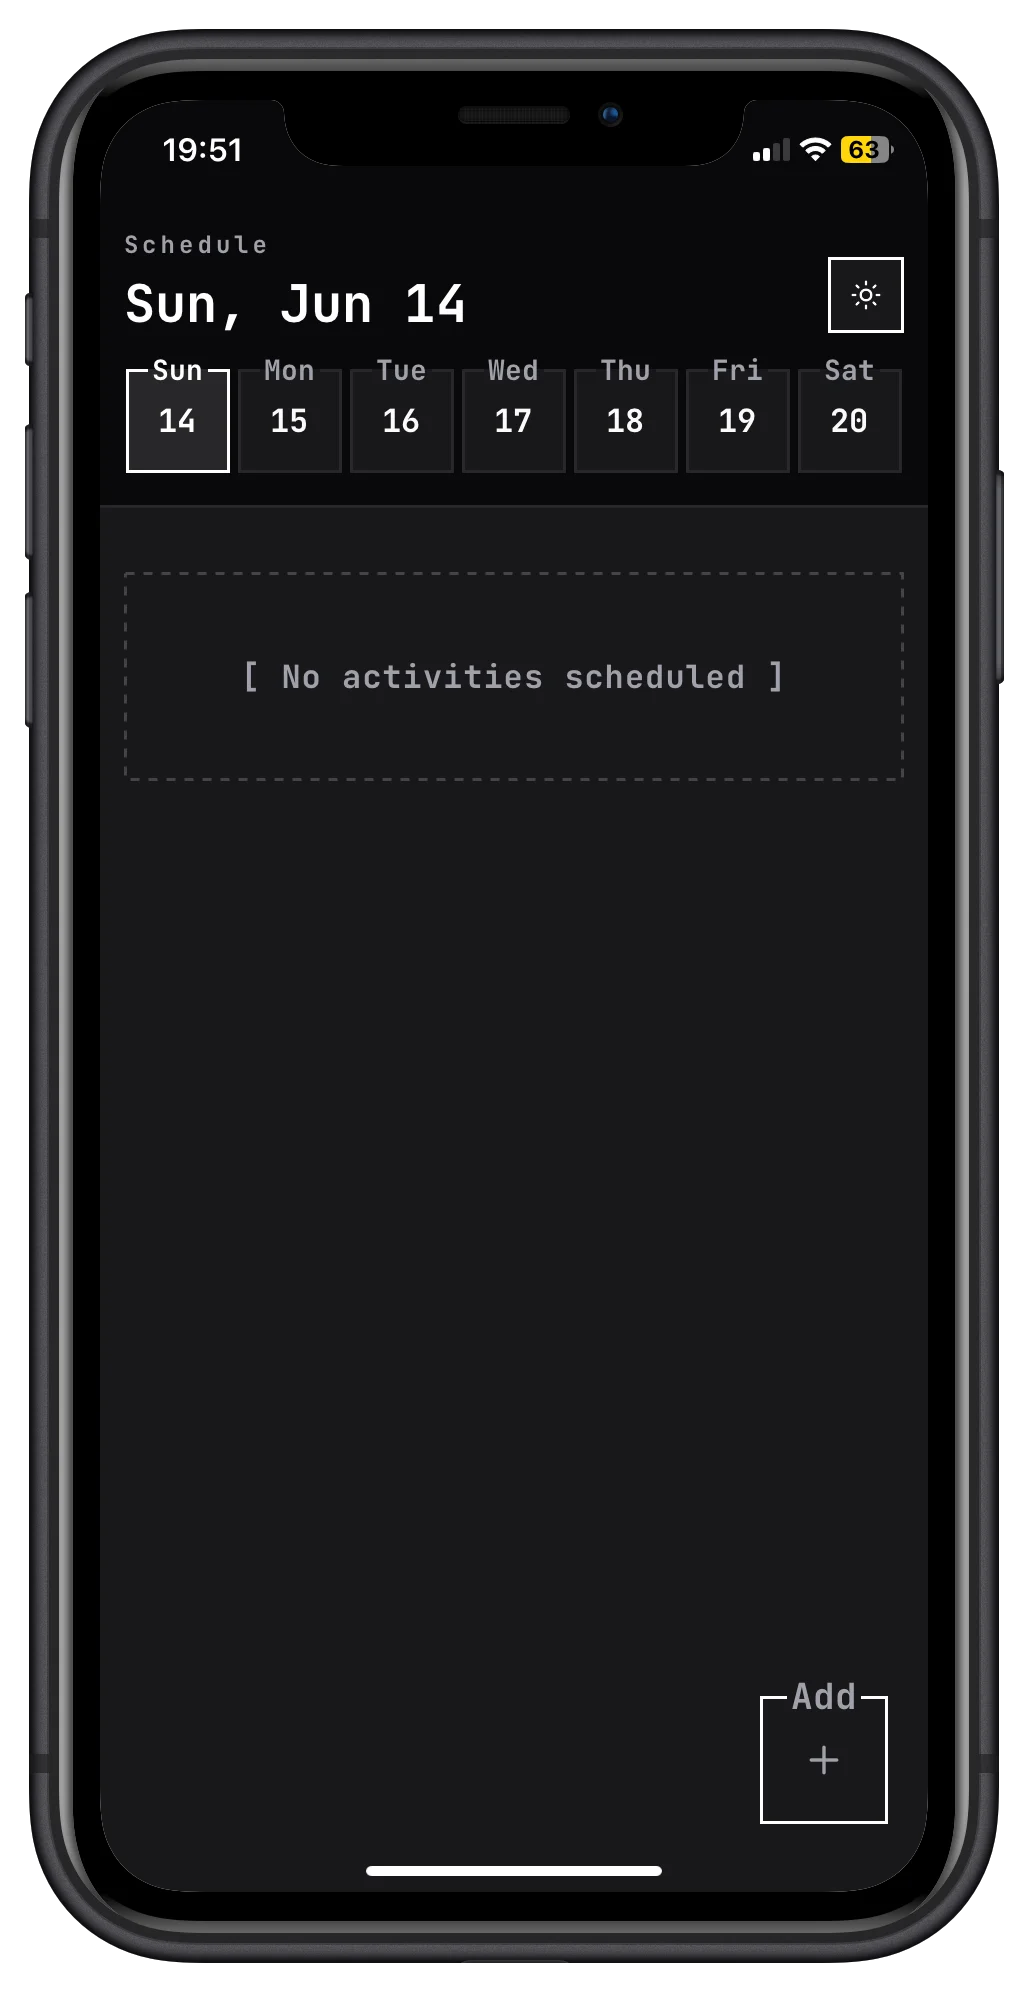 19:51 63
Schedule
Sun, Jun 14
Sun Mon Tue Wed Thu Fri Sat
14 15 16 17 18 19 20
[ No activities scheduled ]
Add
+